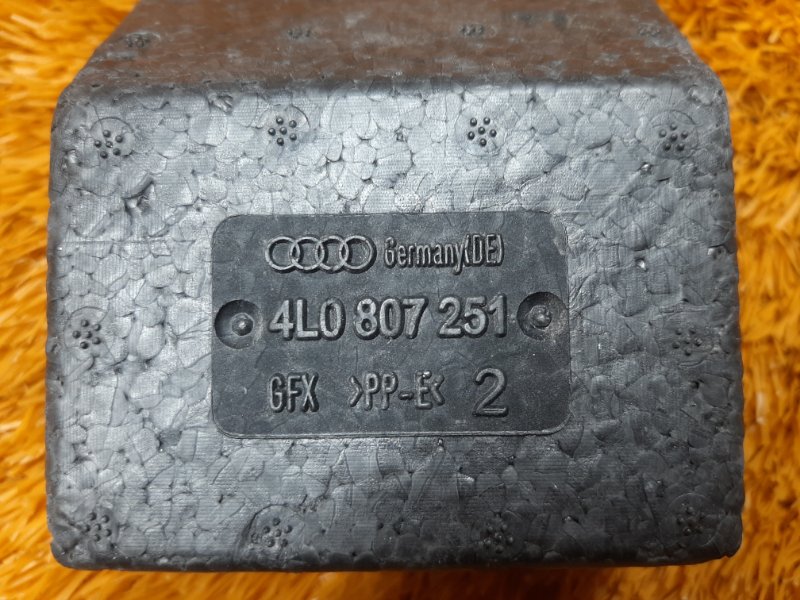 Germany(DE)
4L0 807 251
GFX >PP-E< 2